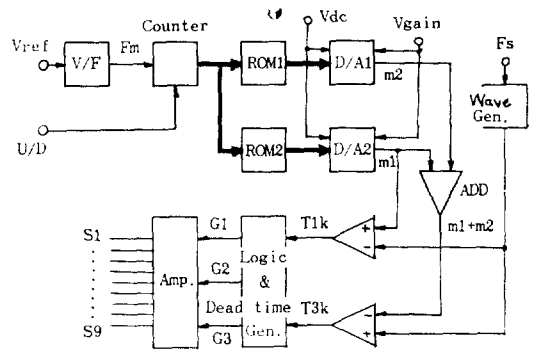 Vdc
Vgain
Counter
Vref
Fm
Fs
V/F
ROM1
D/A1
m2
Wave
Gen.
U/D
ROM2
D/A2
m1
ADD
m1+m2
S1
G1
T1k
+
−
Logic
Amp.
G2
&
Dead time
T3k
−
+
S9
G3
Gen.